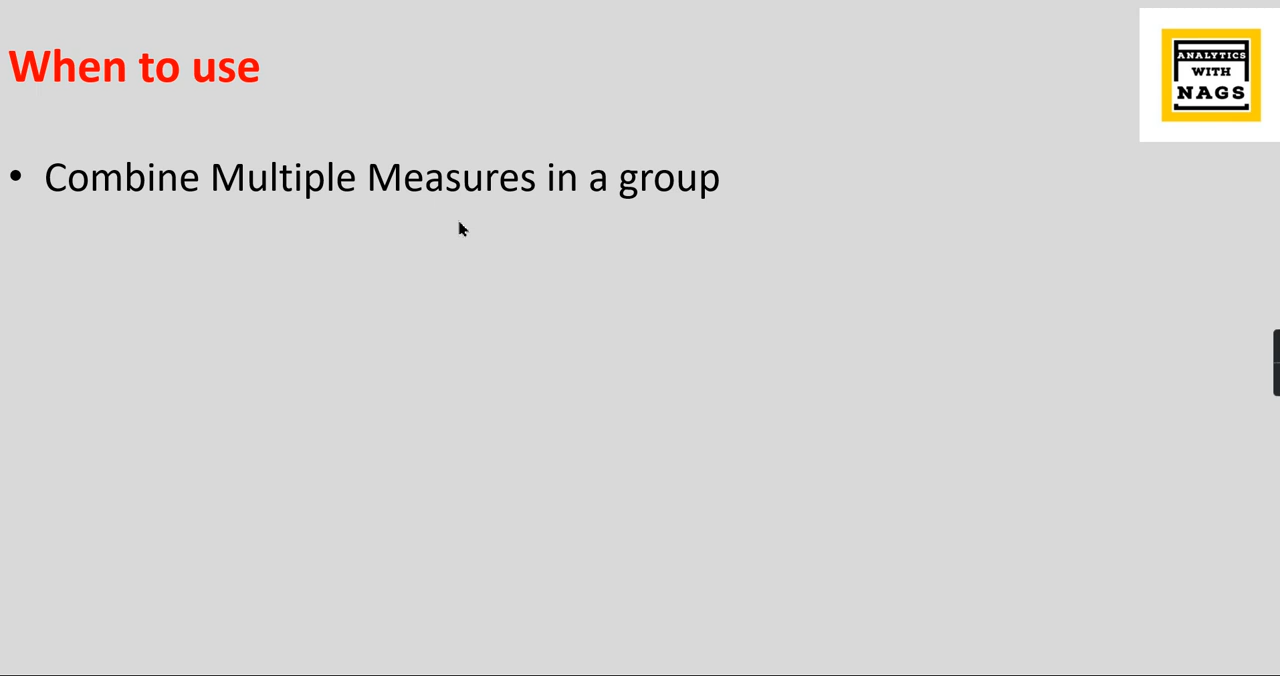 When to use
ANALYTICS
WITH
NAGS
• Combine Multiple Measures in a group